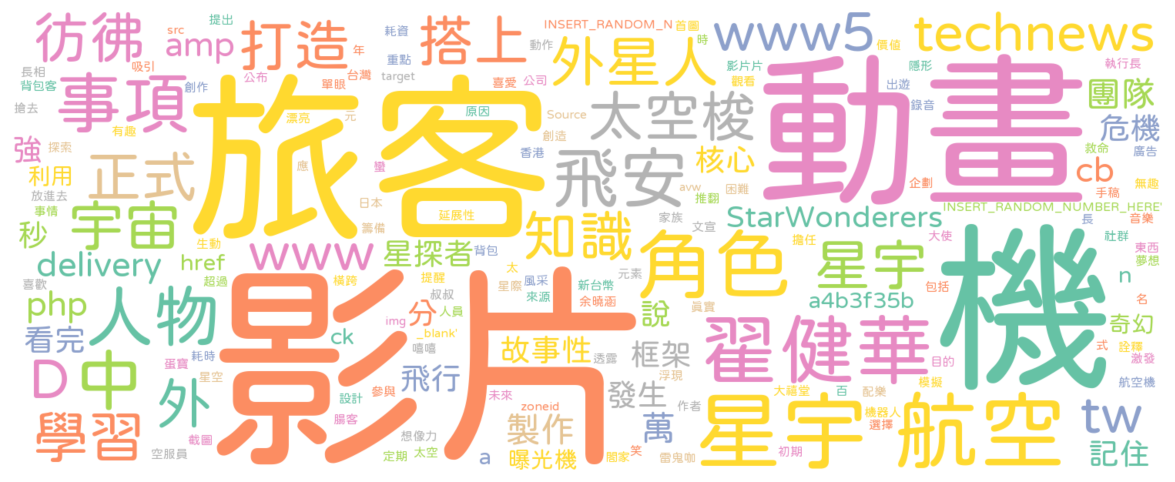 彷彿
src
提出
amp
打造
耗資
搭上
INSERT_RANDOM_N
首圖
時
www5
價值
technews
長相
背包客
吸引
公布
年
台灣
重點
target
動作
喜愛
公司
外星人
影片片
觀看
隱形
出遊
執行長
團隊
搶去
事項
創作
單眼
旅客
漂亮
元
原因
Source
創造
太空梭
動畫
錄音
危機
救命
廣告
強
有趣
探索
正式
應
蠻
香港
飛安
核心
企劃
cb
手稿
無趣
利用
放進去
日本
籌備
延展性
avw
推翻
困難
家族
文宣
StarWonderers
INSERT_RANDOM_NUMBER_HERE'
長
音樂
事情
秒
宇宙
生動
www
星探者
背包
知識
角色
擔任
星宇
大使
社群
東西
夢想
delivery
href
超過
橫跨
提醒
太
星際
風采
來源
元素
新台幣
余曉涵
真實
a4b3f35b
包括
n
名
喜歡
php
人物
影片
叔叔
人員
img
分
_blank'
說
機
奇幻
看完
耗時
ck
嘻嘻
故事性
透露
框架
翟健華
目的
式
詮釋
激發
D
中
蛋寶
星空
外
設計
參與
飛行
未來
浮現
發生
作者
大嬸堂
百
配樂
模擬
航空機
學習
截圖
膳客
zoneid
製作
萬
星宇
航空
機器人
選擇
tw
空服員
想像力
定期
太空
a
曝光機
闔家
笑
雷鬼咖
初期
記住